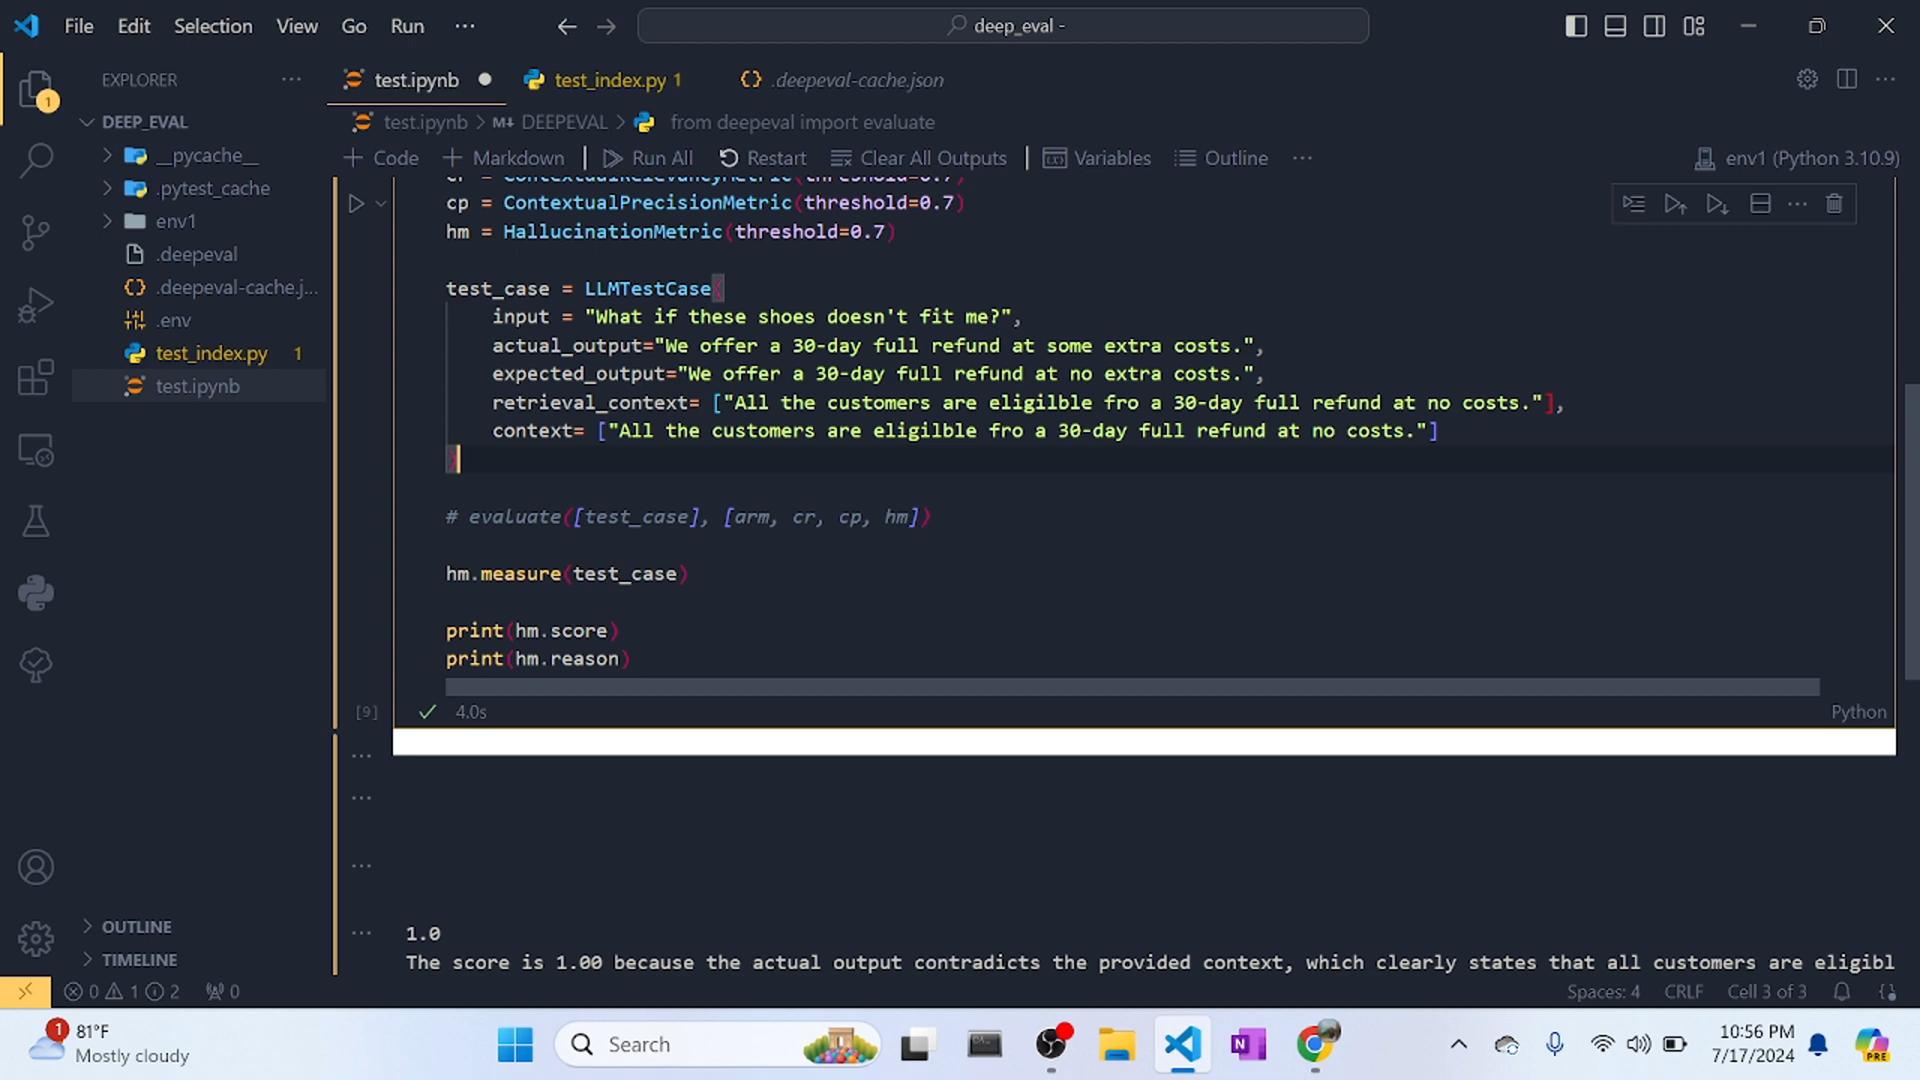 File Edit Selection View Go Run ...
deep_eval -
EXPLORER ...
test.ipynb
test_index.py 1
.deepeval-cache.json
1
DEEP_EVAL
__pycache__
.pytest_cache
env1
.deepeval
.deepeval-cache.j...
.env
test_index.py 1
test.ipynb
OUTLINE
TIMELINE
test.ipynb > M↓ DEEPEVAL > from deepeval import evaluate
+ Code + Markdown | Run All Restart Clear All Outputs | Variables Outline ...
env1 (Python 3.10.9)
cr = ContextualRelevancyMetric(threshold=0.7)
cp = ContextualPrecisionMetric(threshold=0.7)
hm = HallucinationMetric(threshold=0.7)
test_case = LLMTestCase(
input = "What if these shoes doesn't fit me?",
actual_output="We offer a 30-day full refund at some extra costs.",
expected_output="We offer a 30-day full refund at no extra costs.",
retrieval_context= ["All the customers are eligilble fro a 30-day full refund at no costs."],
context= ["All the customers are eligilble fro a 30-day full refund at no costs."]
)
# evaluate([test_case], [arm, cr, cp, hm])
hm.measure(test_case)
print(hm.score)
print(hm.reason)
[9] ✓ 4.0s
Python
...
...
...
... 1.0
The score is 1.00 because the actual output contradicts the provided context, which clearly states that all customers are eligibl
0 1 2 0
Spaces: 4 CRLF Cell 3 of 3
1
81°F
Mostly cloudy
Search
10:56 PM
7/17/2024
PRE